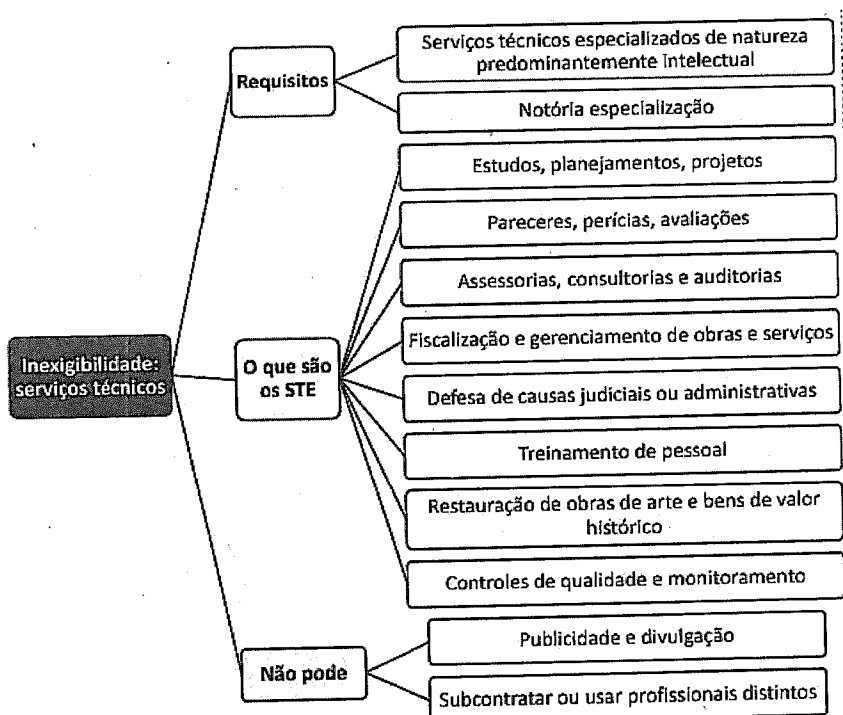 Serviços técnicos especializados de natureza
predominantemente Intelectual
Requisitos
Notória especialização
Estudos, planejamentos, projetos
Pareceres, perícias, avaliações
Assessorias, consultorias e auditorias
Fiscalização e gerenciamento de obras e serviços
Inexigibilidade:
serviços técnicos
O que são
os STE
Defesa de causas judiciais ou administrativas
Treinamento de pessoal
Restauração de obras de arte e bens de valor
histórico
Controles de qualidade e monitoramento
Não pode
Publicidade e divulgação
Subcontratar ou usar profissionais distintos